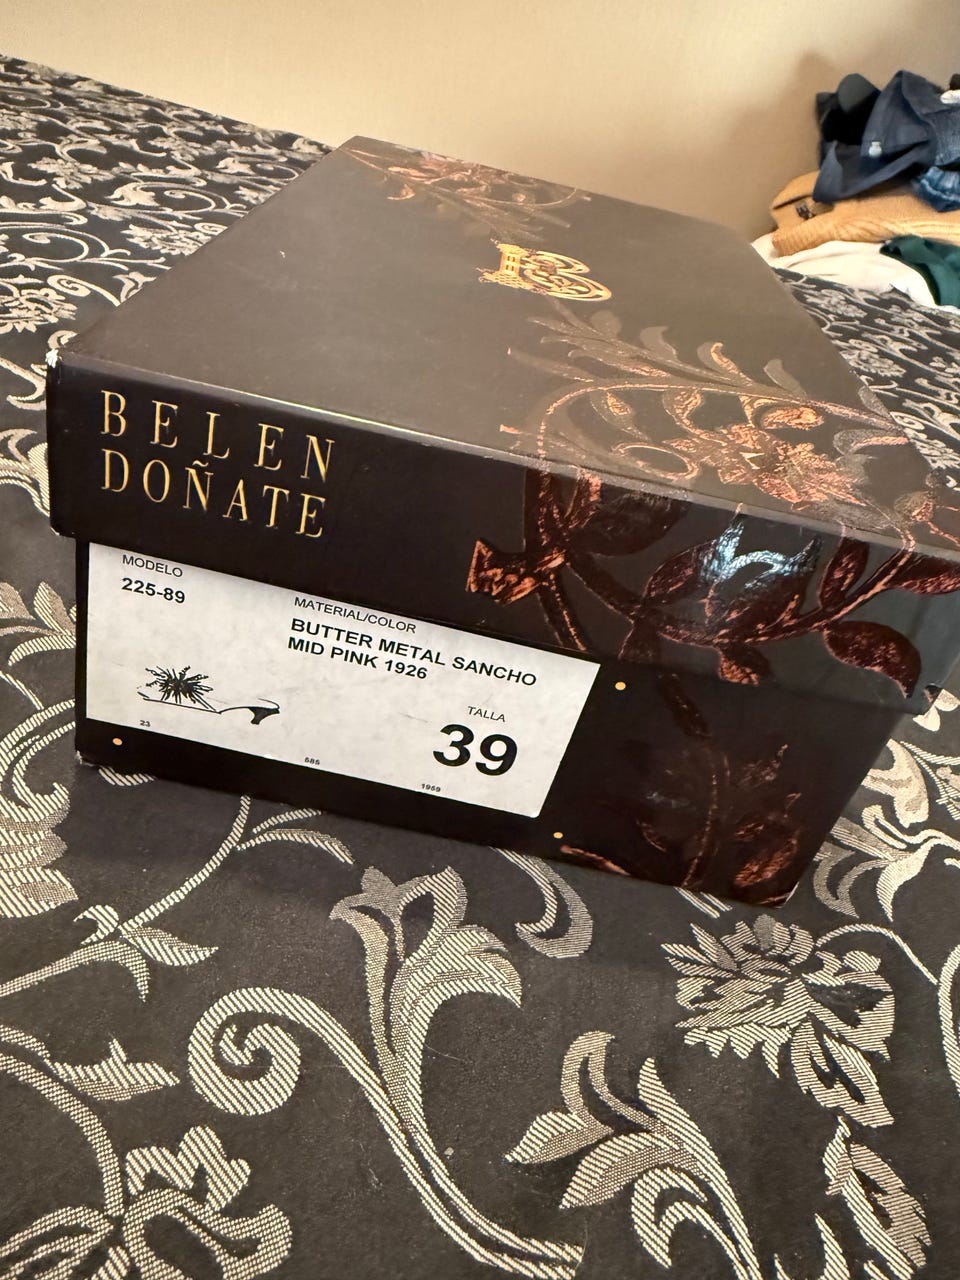 BELEN
DOÑATE
MODELO
225-89
MATERIAL/COLOR
BUTTER METAL SANCHO
MID PINK 1926
TALLA
39
23
585
1959